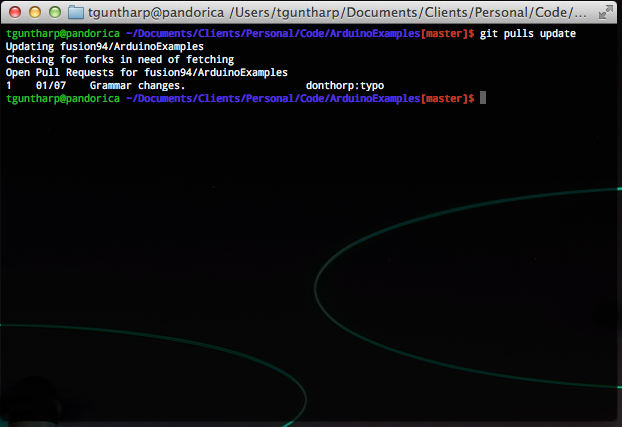 tguntharp@pandorica /Users/tguntharp/Documents/Clients/Personal/Code/...
tguntharp@pandorica ~/Documents/Clients/Personal/Code/ArduinoExamples[master]$ git pulls update
Updating fusion94/ArduinoExamples
Checking for forks in need of fetching
Open Pull Requests for fusion94/ArduinoExamples
1 01/07 Grammar changes. donthorp:typo
tguntharp@pandorica ~/Documents/Clients/Personal/Code/ArduinoExamples[master]$